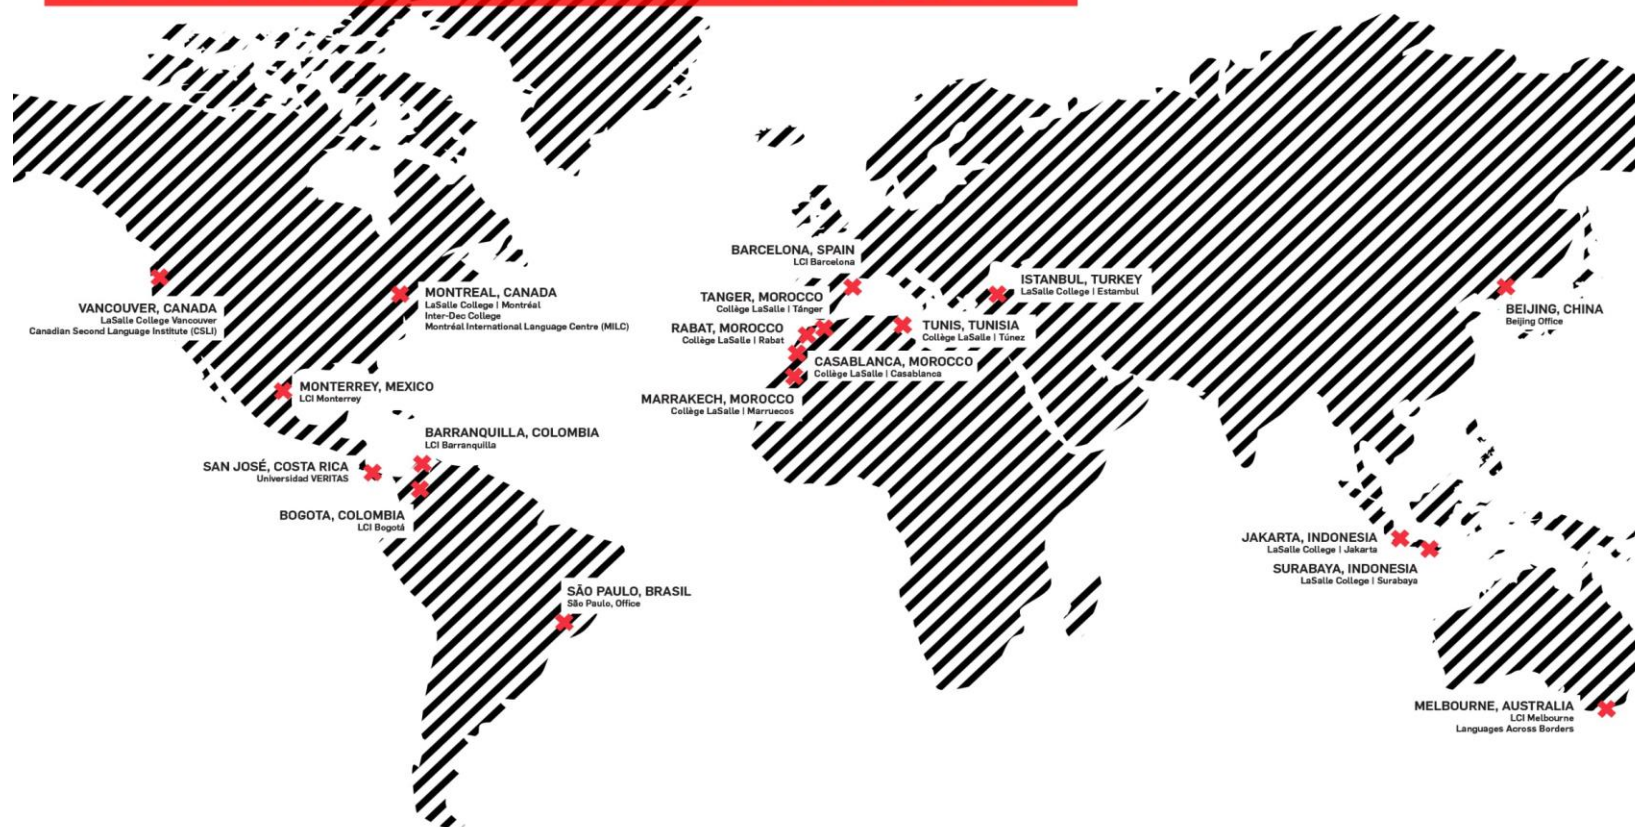 BARCELONA, SPAIN
LCI Barcelona
VANCOUVER, CANADA
LaSalle College Vancouver
Canadian Second Language Institute (CSLI)
MONTREAL, CANADA
LaSalle College | Montréal
Inter-Dec College
Montréal International Language Centre (MILC)
TANGER, MOROCCO
Collège LaSalle | Tánger
RABAT, MOROCCO
Collège LaSalle | Rabat
ISTANBUL, TURKEY
LaSalle College | Estambul
TUNIS, TUNISIA
Collège LaSalle | Túnez
BEIJING, CHINA
Beijing Office
CASABLANCA, MOROCCO
Collège LaSalle | Casablanca
MARRAKECH, MOROCCO
Collège LaSalle | Marruecos
MONTERREY, MEXICO
LCI Monterrey
BARRANQUILLA, COLOMBIA
LCI Barranquilla
SAN JOSÉ, COSTA RICA
Universidad VERITAS
BOGOTA, COLOMBIA
LCI Bogotá
JAKARTA, INDONESIA
LaSalle College | Jakarta
SURABAYA, INDONESIA
LaSalle College | Surabaya
SÃO PAULO, BRASIL
São Paulo, Office
MELBOURNE, AUSTRALIA
LCI Melbourne
Languages Across Borders